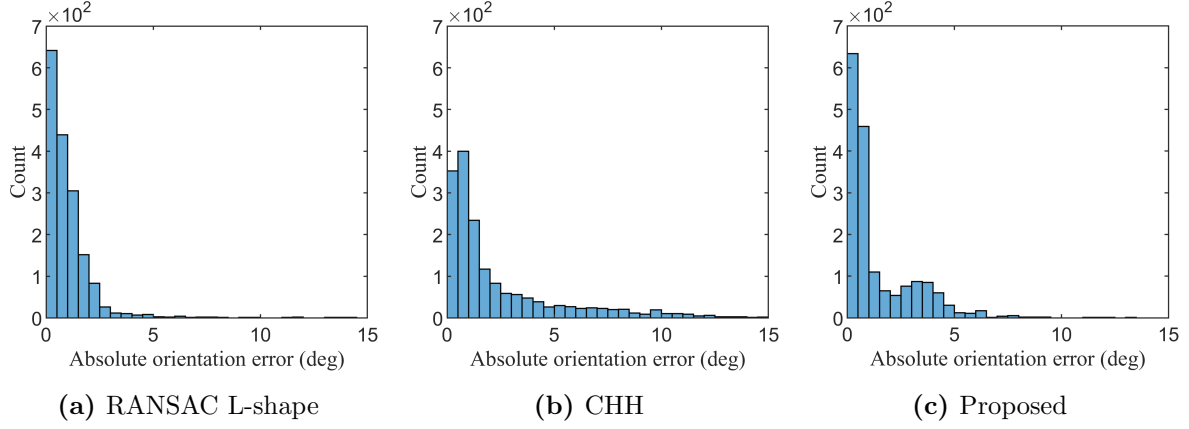 ×10²
7
6
5
4
3
2
1
0
Count
0 5 10 15
Absolute orientation error (deg)
(a) RANSAC L-shape
×10²
7
6
5
4
3
2
1
0
Count
0 5 10 15
Absolute orientation error (deg)
(b) CHH
×10²
7
6
5
4
3
2
1
0
Count
0 5 10 15
Absolute orientation error (deg)
(c) Proposed